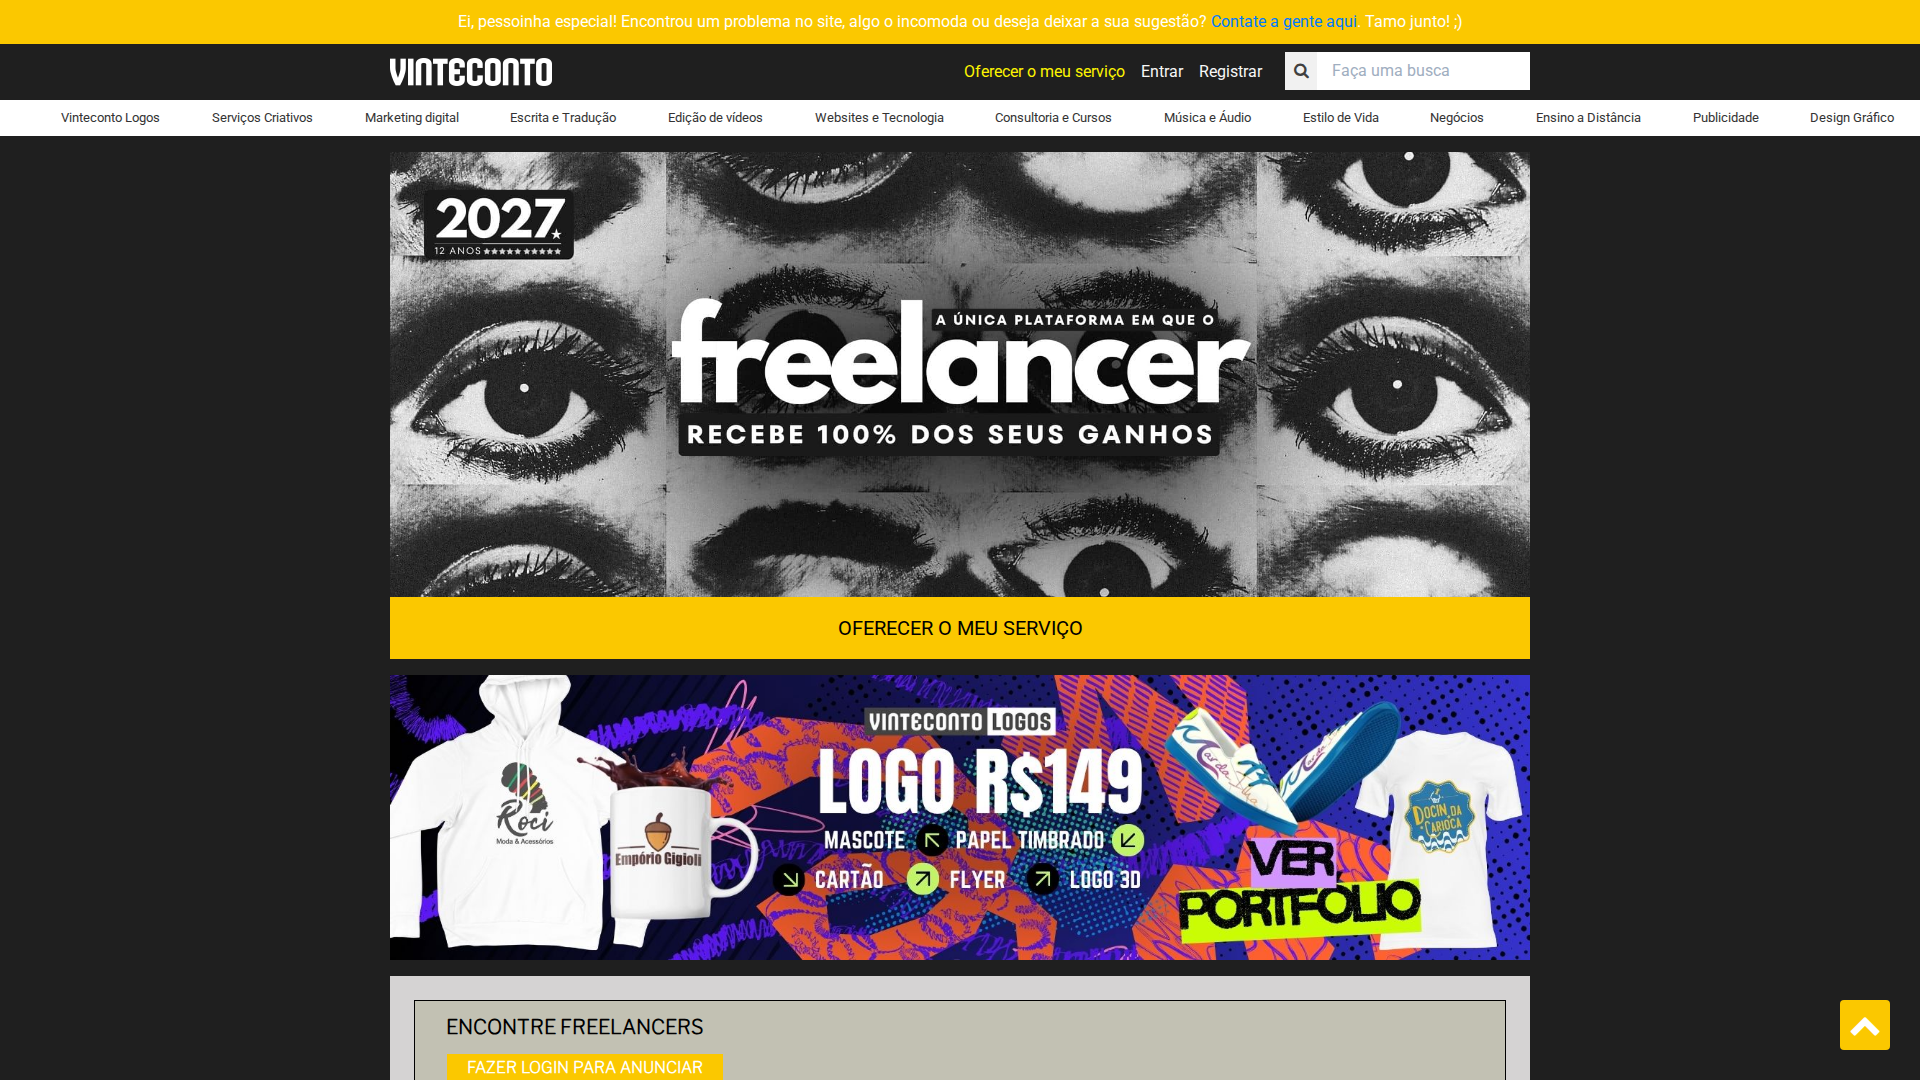 Ei, pessoinha especial! Encontrou um problema no site, algo o incomoda ou deseja deixar a sua sugestão? Contate a gente aqui. Tamo junto! ;)
VINTECONTO
Oferecer o meu serviço Entrar Registrar Faça uma busca
Vinteconto Logos Serviços Criativos Marketing digital Escrita e Tradução Edição de vídeos Websites e Tecnologia Consultoria e Cursos Música e Áudio Estilo de Vida Negócios Ensino a Distância Publicidade Design Gráfico
2027
12 ANOS
A ÚNICA PLATAFORMA EM QUE O
freelancer
RECEBE 100% DOS SEUS GANHOS
OFERECER O MEU SERVIÇO
VINTECONTO LOGOS
LOGO R$149
MASCOTE PAPEL TIMBRADO
CARTÃO FLYER LOGO 3D
Roci
Moda & Acessórios
Empório Gigioli
DOCIN DA
CARIOCA
VER
PORTFOLIO
ENCONTRE FREELANCERS
FAZER LOGIN PARA ANUNCIAR